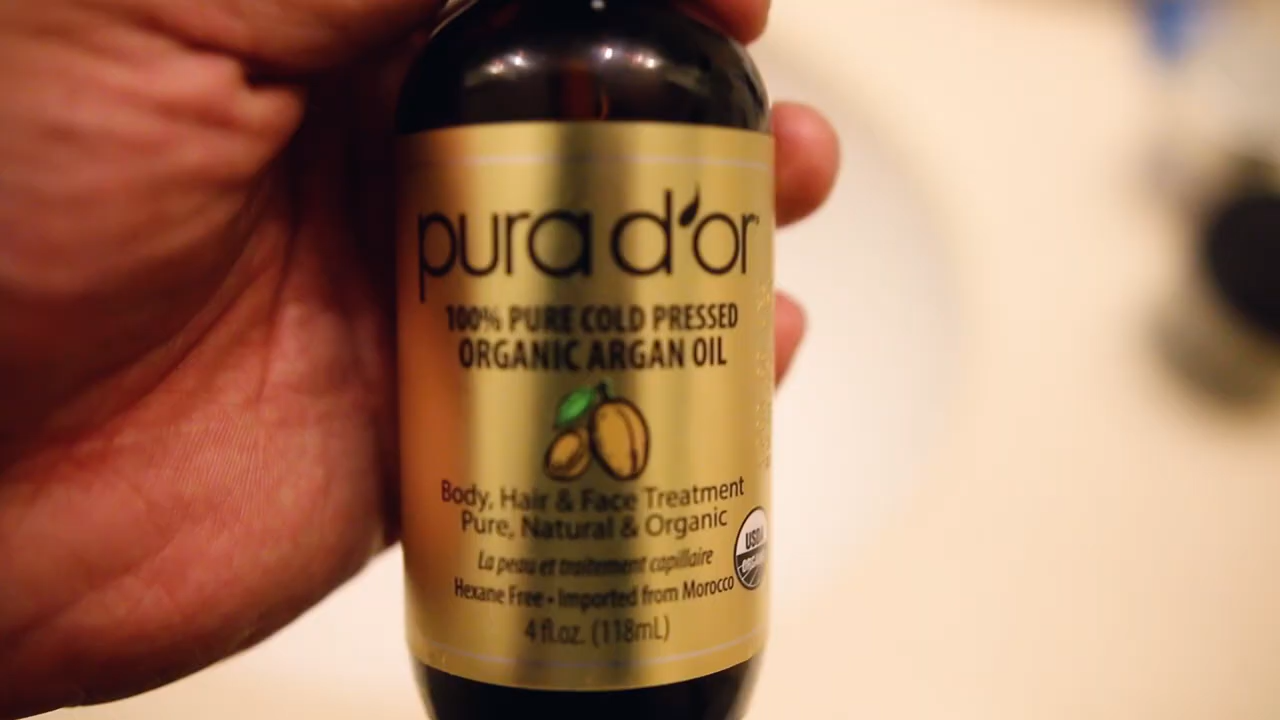 pura d'or
100% PURE COLD PRESSED
ORGANIC ARGAN OIL
Body, Hair & Face Treatment
Pure, Natural & Organic
La peau et traitement capillaire
Hexane Free • Imported from Morocco
4 fl.oz. (118mL)
USDA
ORGANIC